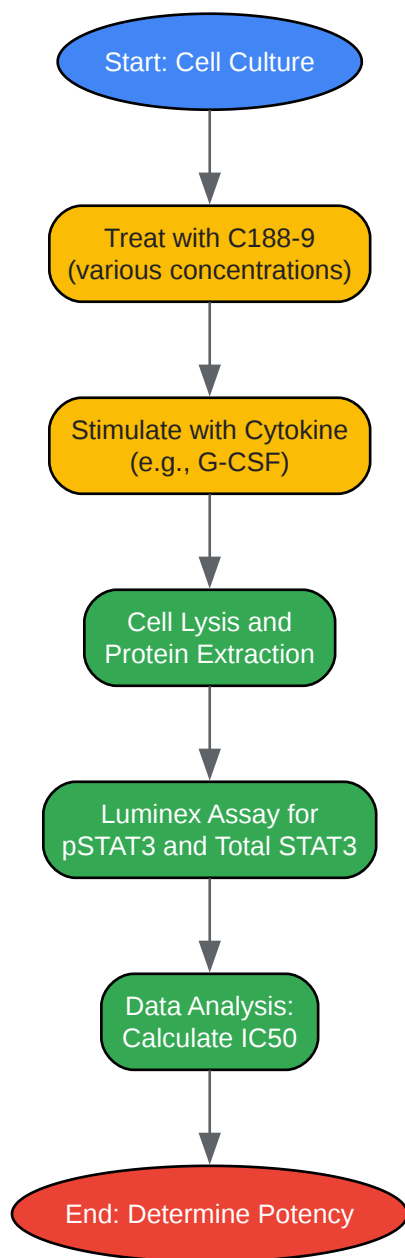 Start: Cell Culture
Treat with C188-9
(various concentrations)
Stimulate with Cytokine
(e.g., G-CSF)
Cell Lysis and
Protein Extraction
Luminex Assay for
pSTAT3 and Total STAT3
Data Analysis:
Calculate IC50
End: Determine Potency